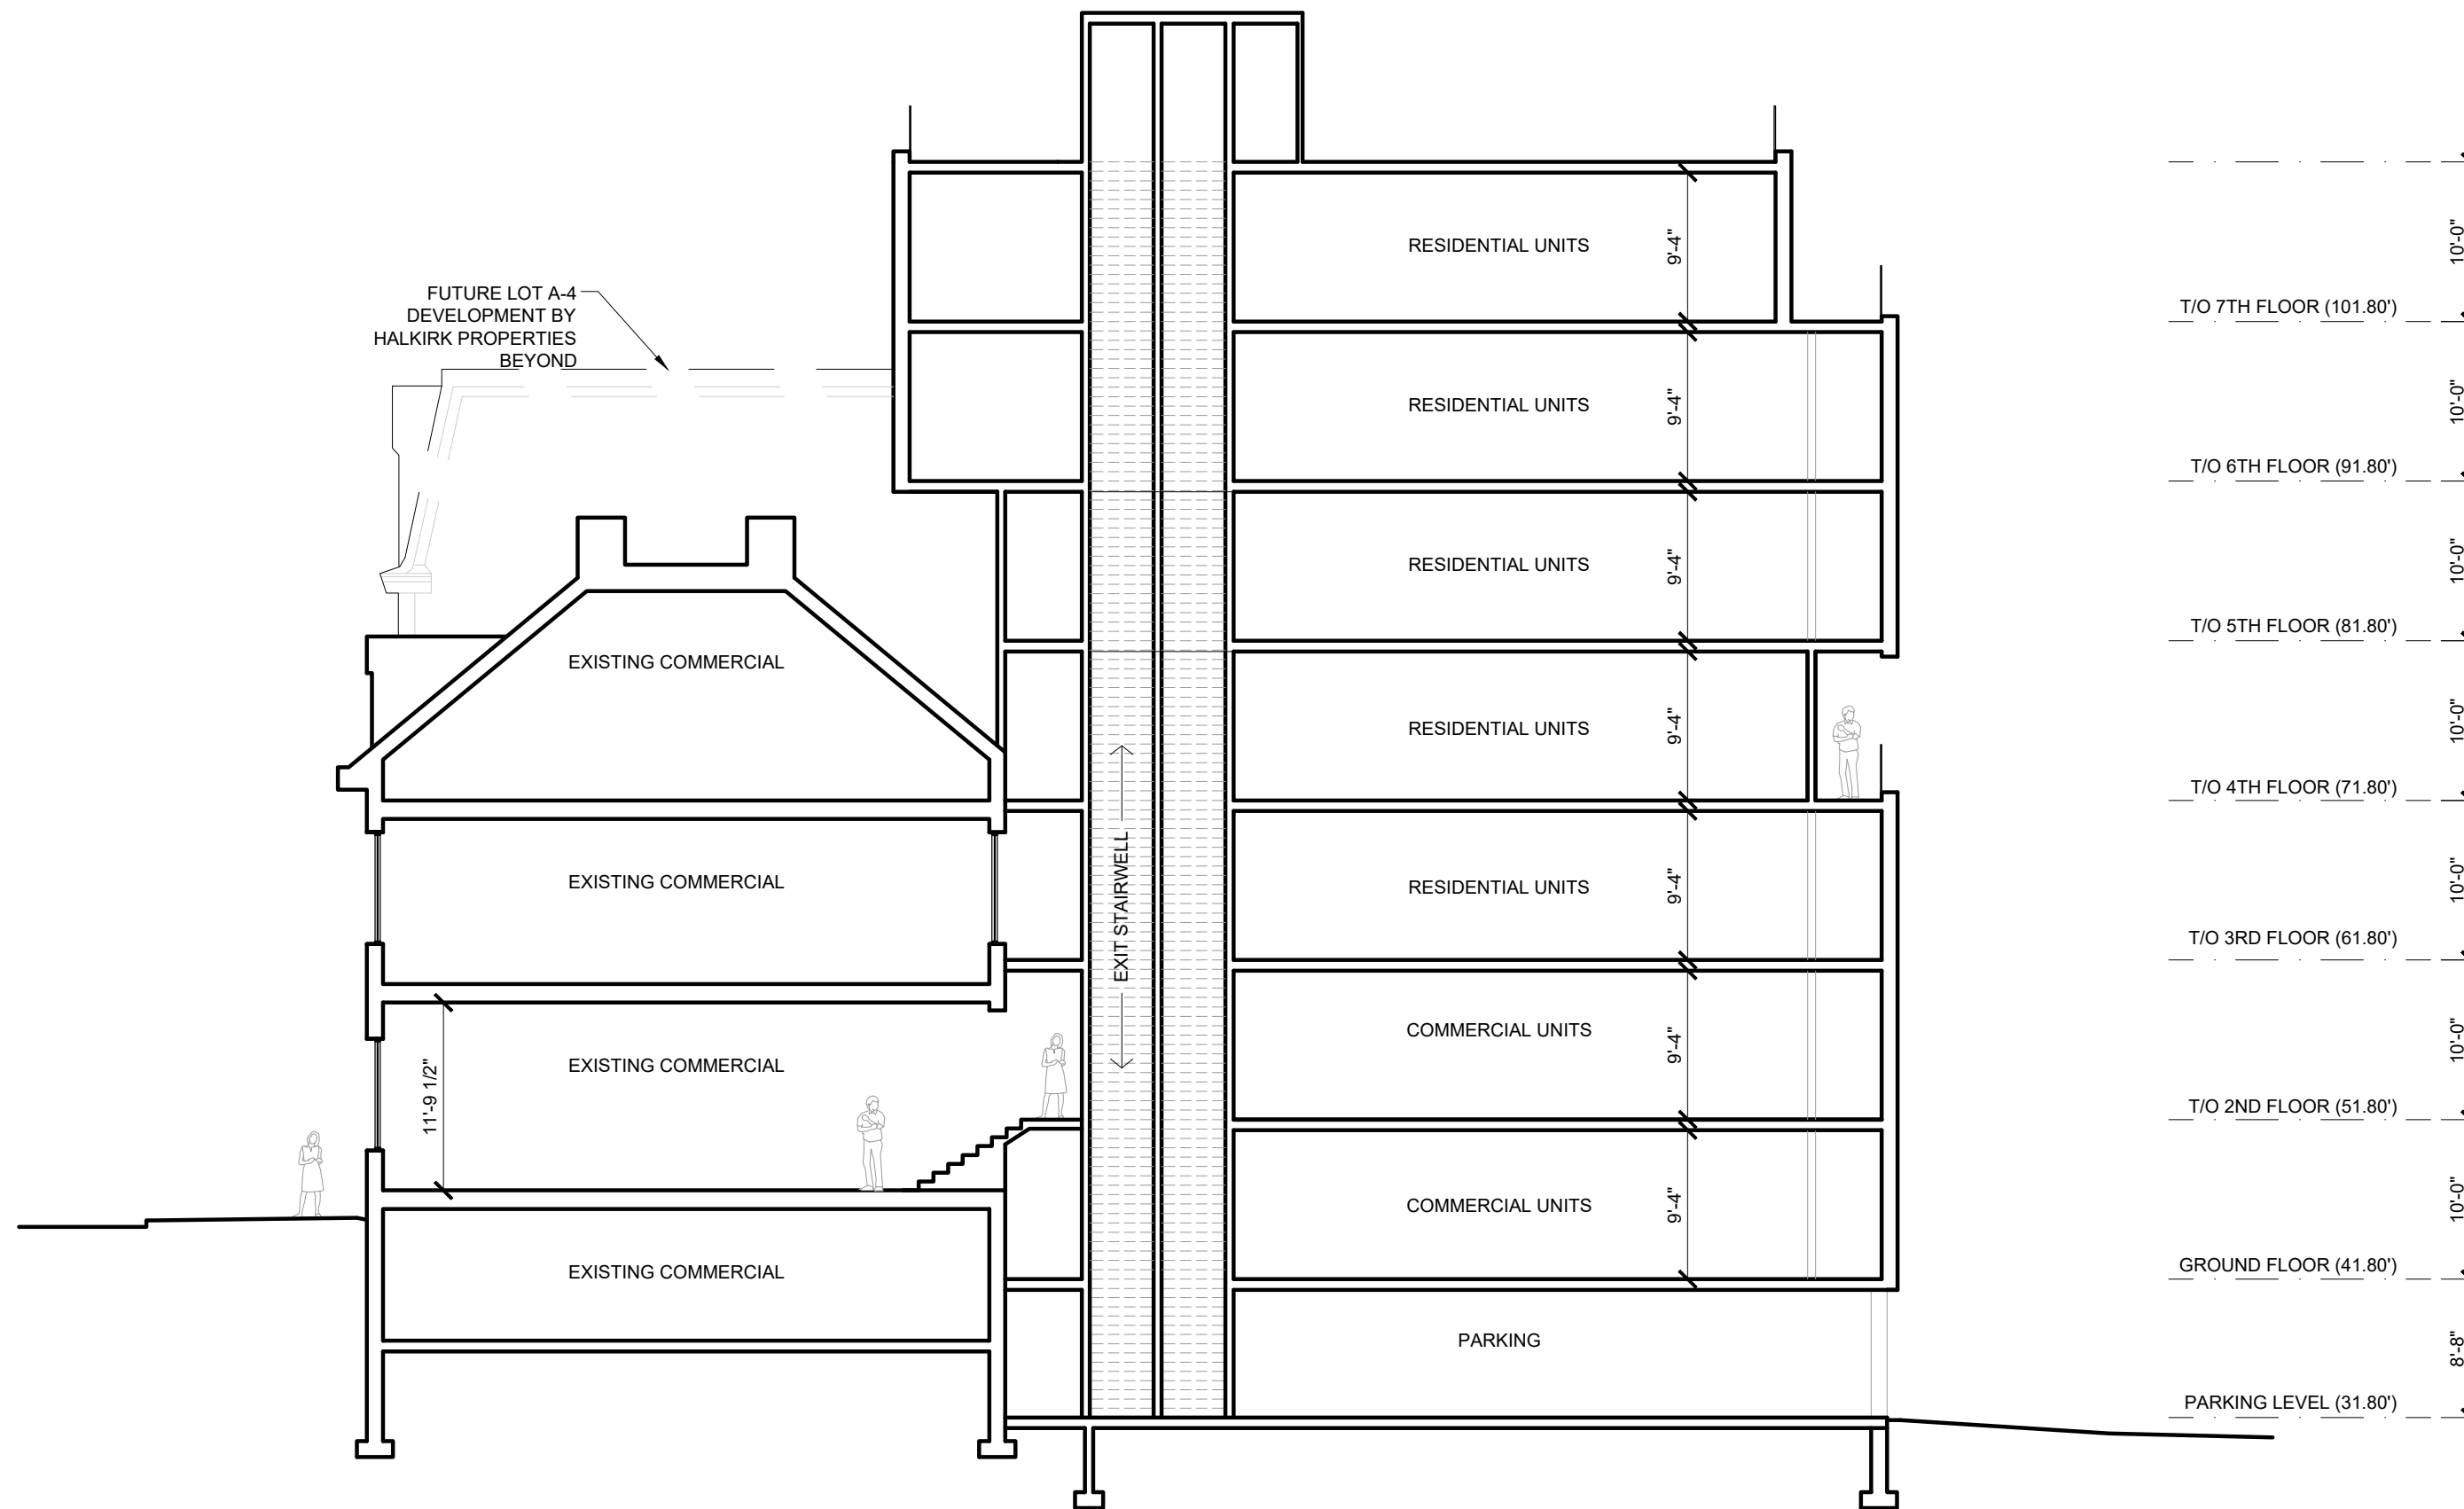 RESIDENTIAL UNITS
9'-4"
10'-0"
FUTURE LOT A-4
DEVELOPMENT BY
HALKIRK PROPERTIES
BEYOND
T/O 7TH FLOOR (101.80')
RESIDENTIAL UNITS
9'-4"
10'-0"
T/O 6TH FLOOR (91.80')
RESIDENTIAL UNITS
9'-4"
10'-0"
T/O 5TH FLOOR (81.80')
EXISTING COMMERCIAL
RESIDENTIAL UNITS
9'-4"
10'-0"
T/O 4TH FLOOR (71.80')
EXISTING COMMERCIAL
EXIT STAIRWELL
RESIDENTIAL UNITS
9'-4"
10'-0"
T/O 3RD FLOOR (61.80')
EXISTING COMMERCIAL
11'-9 1/2"
COMMERCIAL UNITS
9'-4"
10'-0"
T/O 2ND FLOOR (51.80')
COMMERCIAL UNITS
9'-4"
10'-0"
GROUND FLOOR (41.80')
EXISTING COMMERCIAL
PARKING
8'-8"
PARKING LEVEL (31.80')